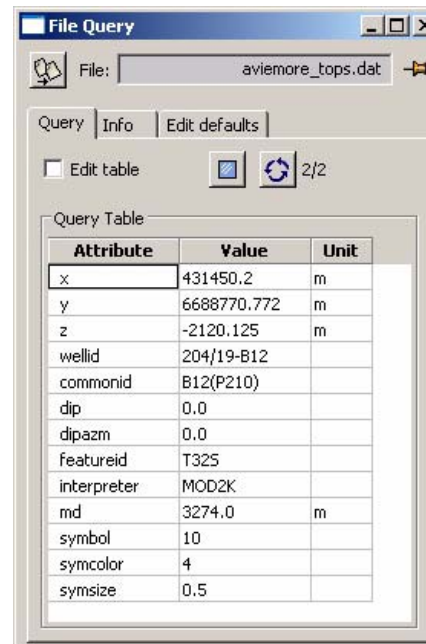 File Query
File: aviemore_tops.dat
Query Info Edit defaults
Edit table 2/2
Query Table
Attribute Value Unit
x 431450.2 m
y 6688770.772 m
z -2120.125 m
wellid 204/19-B12
commonid B12(P210)
dip 0.0
dipazm 0.0
featureid T32S
interpreter MOD2K
md 3274.0 m
symbol 10
symcolor 4
symsize 0.5